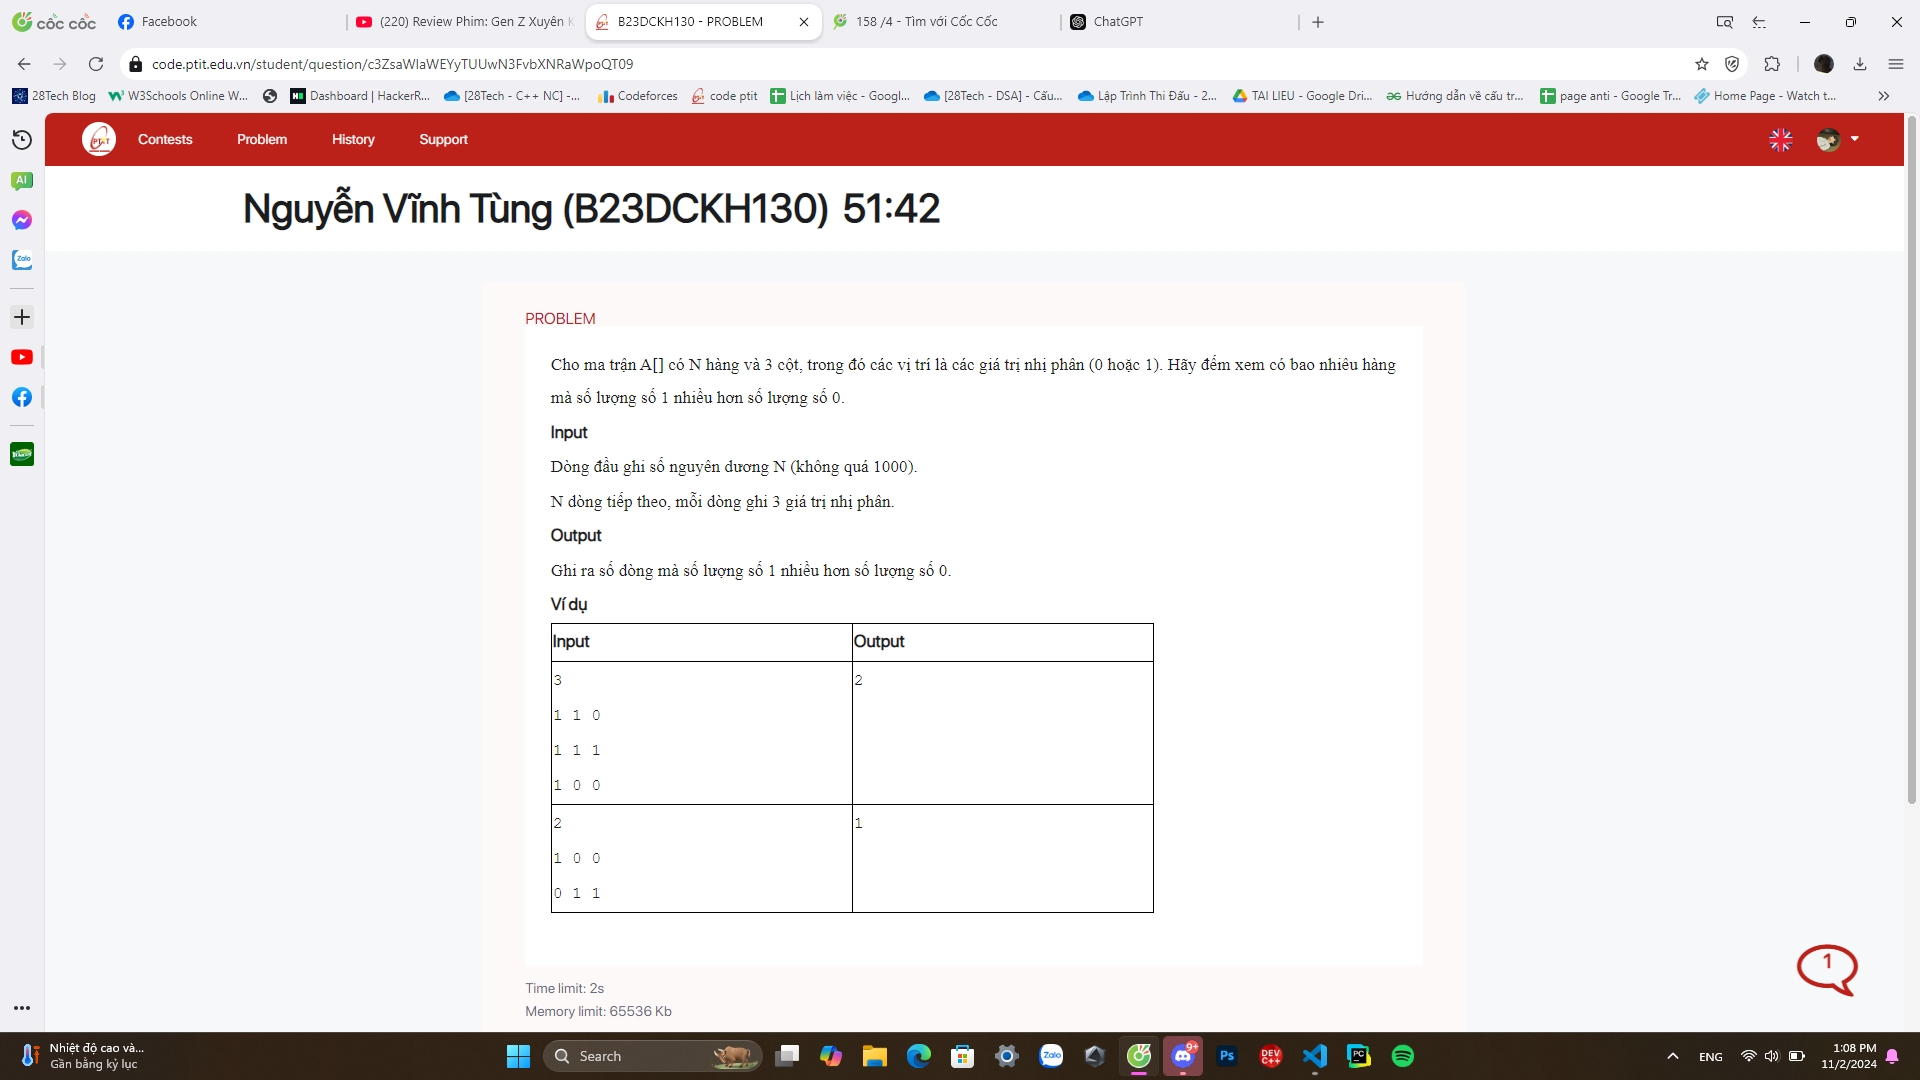 cốc cốc
Facebook
(220) Review Phim: Gen Z Xuyên K
B23DCKH130 - PROBLEM
158 /4 - Tìm với Cốc Cốc
ChatGPT
code.ptit.edu.vn/student/question/c3ZsaWlaWEYyTUUwN3FvbXNRaWpoQT09
28Tech Blog
W3Schools Online W...
Dashboard | HackerR...
[28Tech - C++ NC] -...
Codeforces
code ptit
Lịch làm việc - Googl...
[28Tech - DSA] - Cấu...
Lập Trình Thi Đấu - 2...
TAI LIEU - Google Dri...
Hướng dẫn về cấu tr...
page anti - Google Tr...
Home Page - Watch t...
Contests
Problem
History
Support
Nguyễn Vĩnh Tùng (B23DCKH130) 51:42
PROBLEM
Cho ma trận A[] có N hàng và 3 cột, trong đó các vị trí là các giá trị nhị phân (0 hoặc 1). Hãy đếm xem có bao nhiêu hàng
mà số lượng số 1 nhiều hơn số lượng số 0.
Input
Dòng đầu ghi số nguyên dương N (không quá 1000).
N dòng tiếp theo, mỗi dòng ghi 3 giá trị nhị phân.
Output
Ghi ra số dòng mà số lượng số 1 nhiều hơn số lượng số 0.
Ví dụ
Input Output
3 2
1 1 0
1 1 1
1 0 0
2 1
1 0 0
0 1 1
1
Time limit: 2s
Memory limit: 65536 Kb
Nhiệt độ cao và...
Gần bằng kỷ lục
Search
9+
ENG
1:08 PM
11/2/2024